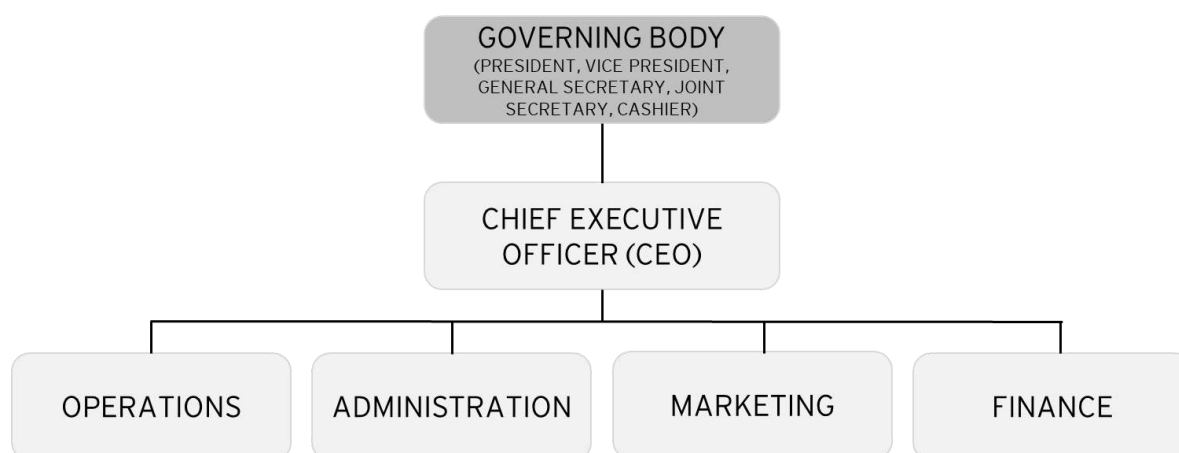 GOVERNING BODY
(PRESIDENT, VICE PRESIDENT,
GENERAL SECRETARY, JOINT
SECRETARY, CASHIER)
CHIEF EXECUTIVE
OFFICER (CEO)
OPERATIONS
ADMINISTRATION
MARKETING
FINANCE